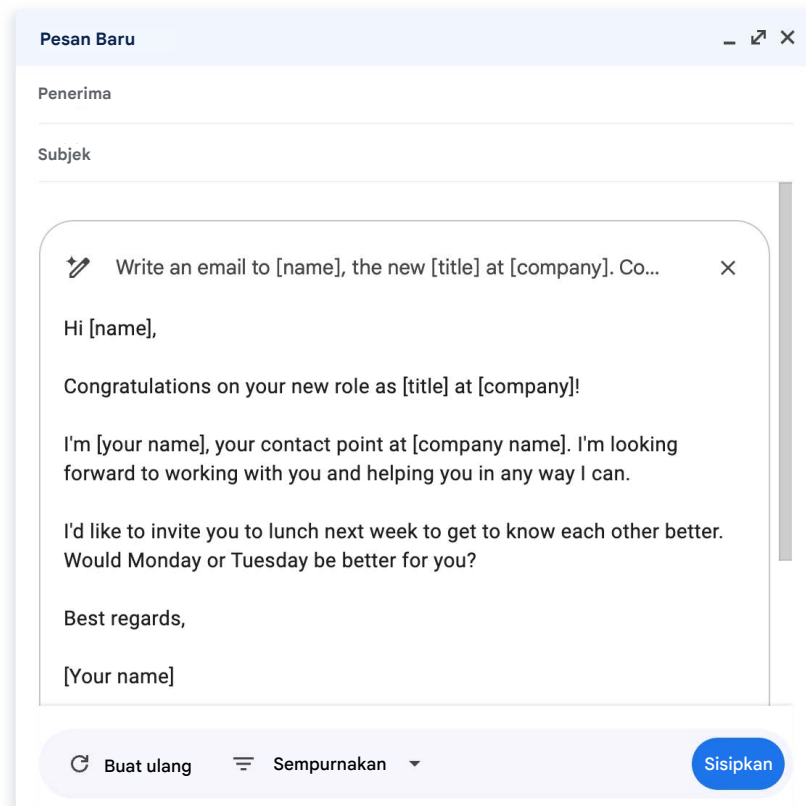 Pesan Baru
Penerima
Subjek
Write an email to [name], the new [title] at [company]. Co...
Hi [name],
Congratulations on your new role as [title] at [company]!
I'm [your name], your contact point at [company name]. I'm looking
forward to working with you and helping you in any way I can.
I'd like to invite you to lunch next week to get to know each other better.
Would Monday or Tuesday be better for you?
Best regards,
[Your name]
Buat ulang
Sempurnakan
Sisipkan